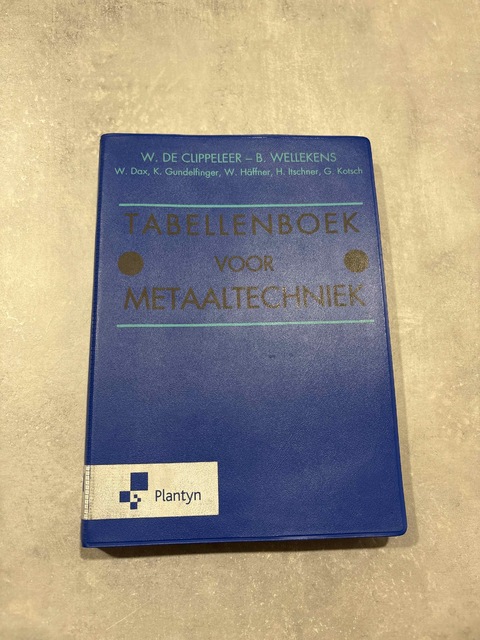 W. DE CLIPPELEER – B. WELLEKENS
W. Dax, K. Gundelfinger, W. Häffner, H. Itschner, G. Kotsch
TABELLENBOEK
VOOR
METAALTECHNIEK
Plantyn